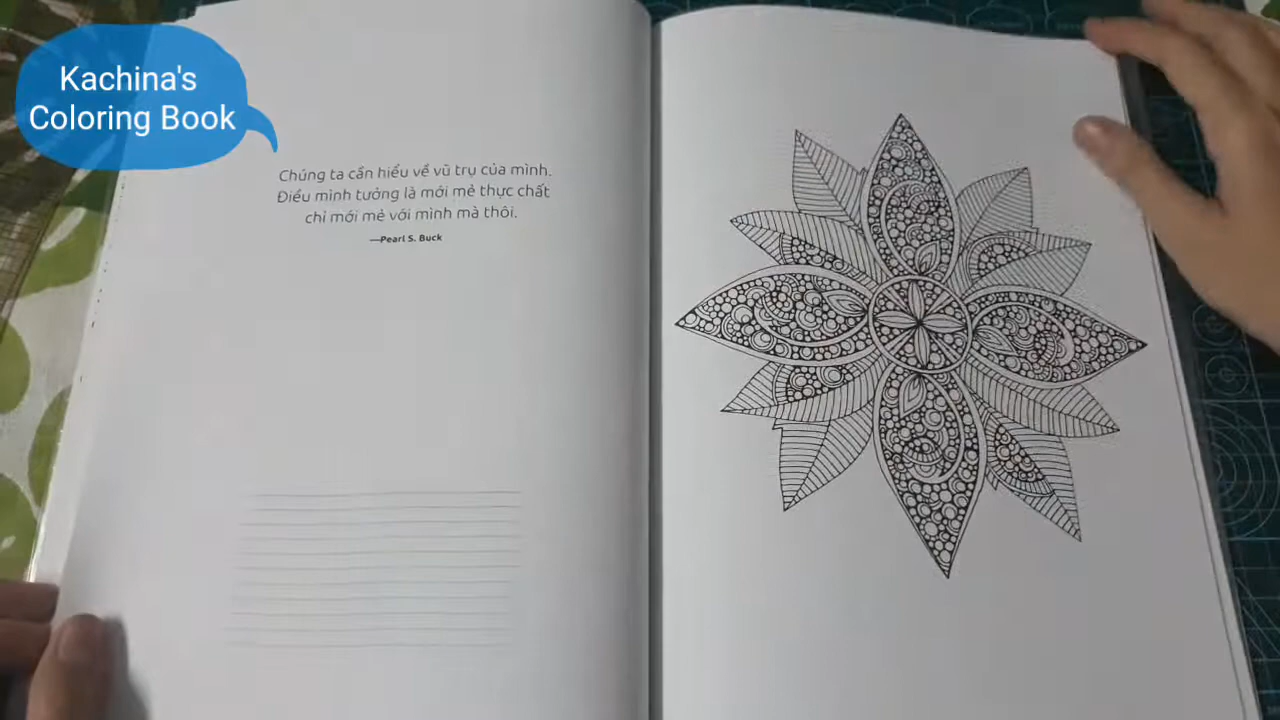 Kachina's
Coloring Book
Chúng ta cần hiểu về vũ trụ của mình.
Điều mình tưởng là mới mẻ thực chất
chỉ mới mẻ với mình mà thôi.
—Pearl S. Buck